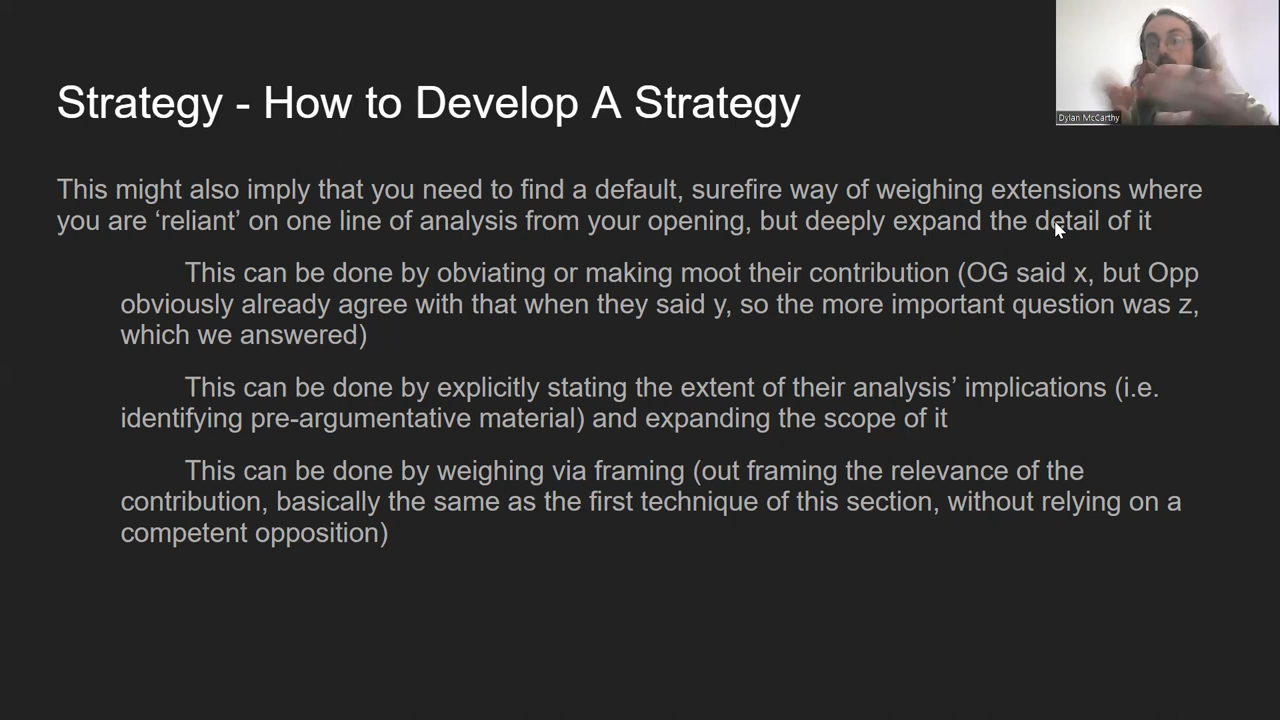 Strategy - How to Develop A Strategy
Dylan McCarthy
This might also imply that you need to find a default, surefire way of weighing extensions where
you are ‘reliant’ on one line of analysis from your opening, but deeply expand the detail of it
This can be done by obviating or making moot their contribution (OG said x, but Opp
obviously already agree with that when they said y, so the more important question was z,
which we answered)
This can be done by explicitly stating the extent of their analysis’ implications (i.e.
identifying pre-argumentative material) and expanding the scope of it
This can be done by weighing via framing (out framing the relevance of the
contribution, basically the same as the first technique of this section, without relying on a
competent opposition)